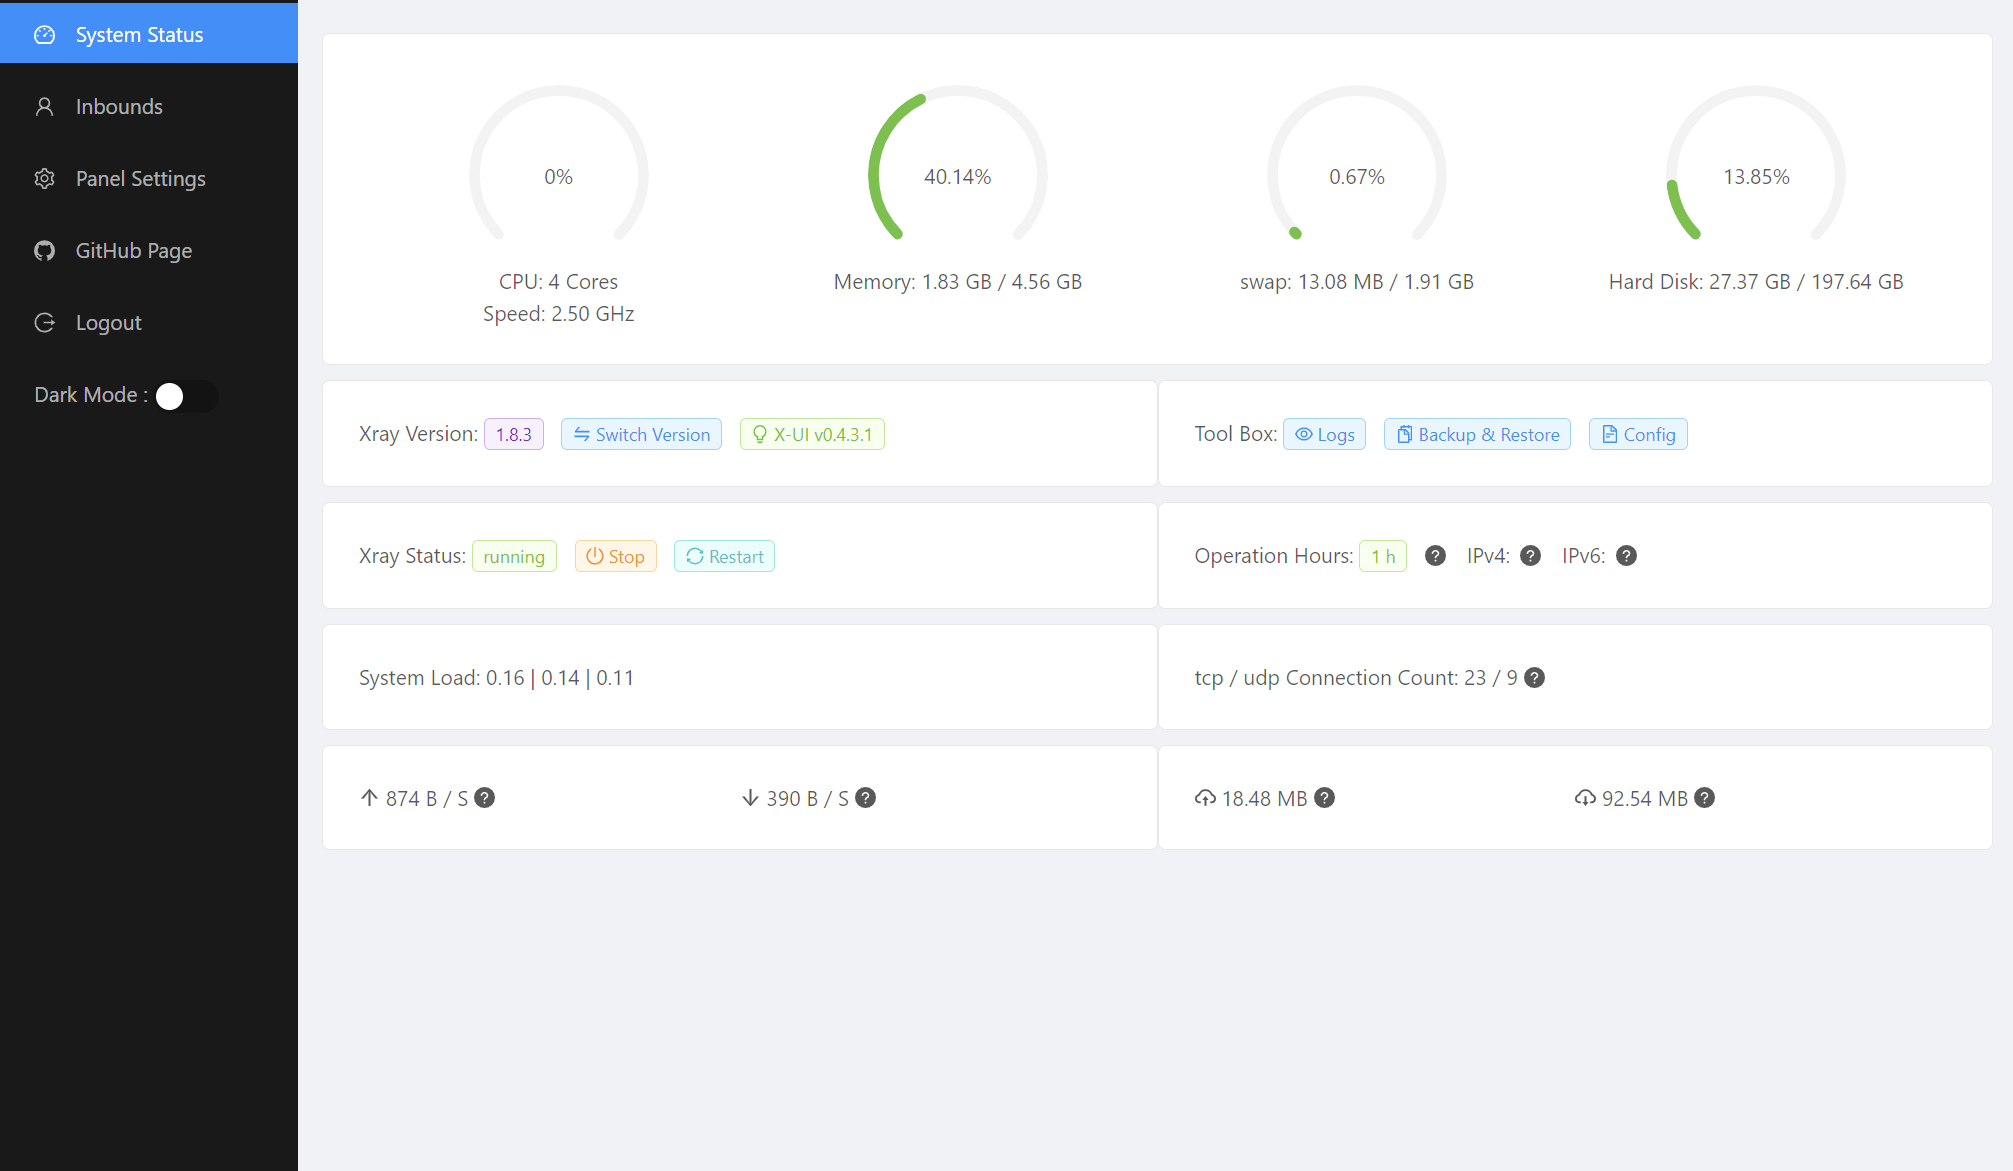 System Status
Inbounds
Panel Settings
GitHub Page
Logout
Dark Mode :
0%
CPU: 4 Cores
Speed: 2.50 GHz
40.14%
Memory: 1.83 GB / 4.56 GB
0.67%
swap: 13.08 MB / 1.91 GB
13.85%
Hard Disk: 27.37 GB / 197.64 GB
Xray Version: 1.8.3 Switch Version X-UI v0.4.3.1
Tool Box: Logs Backup & Restore Config
Xray Status: running Stop Restart
Operation Hours: 1 h ? IPv4: ? IPv6: ?
System Load: 0.16 | 0.14 | 0.11
tcp / udp Connection Count: 23 / 9 ?
874 B / S ? 390 B / S ?
18.48 MB ? 92.54 MB ?